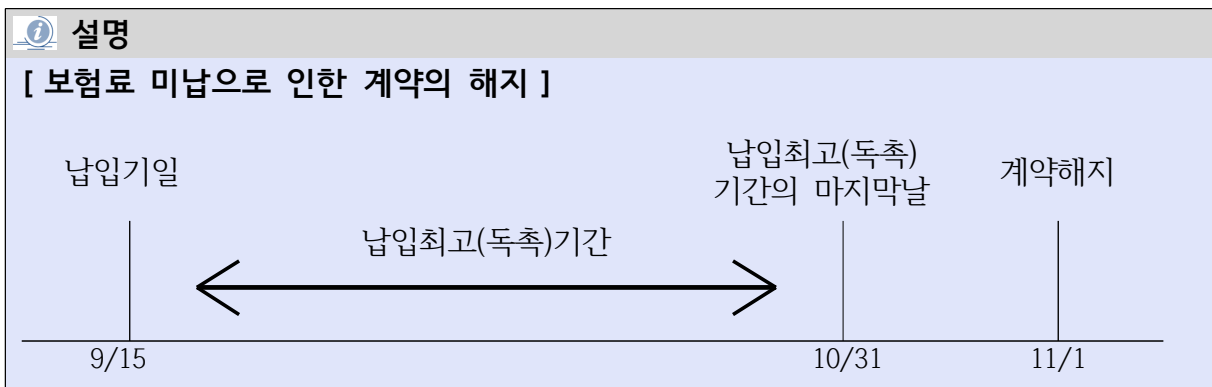 설명
[ 보험료 미납으로 인한 계약의 해지 ]
납입기일
납입최고(독촉)
기간의 마지막날
계약해지
납입최고(독촉)기간
9/15
10/31
11/1